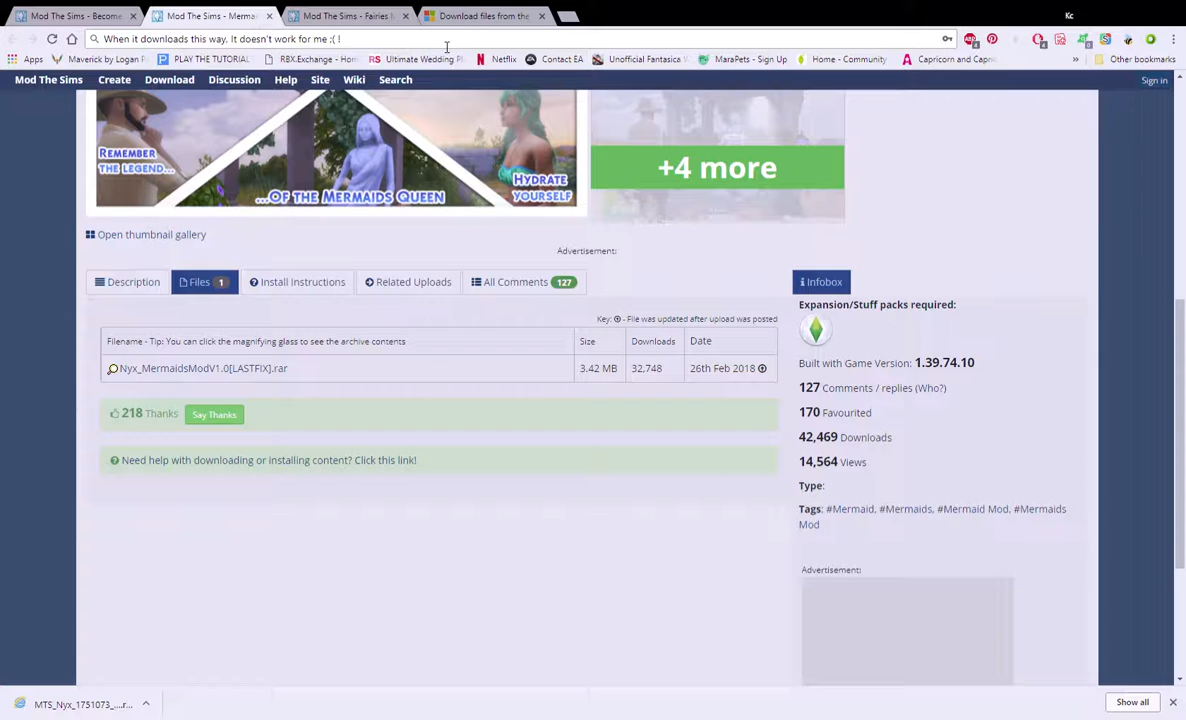 Mod The Sims - Become
Mod The Sims - Merma
Mod The Sims - Fairies
Download files from the
Kc
When it downloads this way. It doesn't work for me :( !
Apps
Maverick by Logan P
PLAY THE TUTORIAL
RBX.Exchange - Home
Ultimate Wedding Pl
Netflix
Contact EA
Unofficial Fantasica W
MaraPets - Sign Up
Home - Community
Capricorn and Capric
»
Other bookmarks
Mod The Sims
Create
Download
Discussion
Help
Site
Wiki
Search
Sign in
REMEMBER
THE LEGEND...
...OF THE MERMAIDS QUEEN
HYDRATE
YOURSELF
+4 more
Open thumbnail gallery
Advertisement:
Description
Files 1
Install Instructions
Related Uploads
All Comments 127
Infobox
Key: - File was updated after upload was posted
Filename - Tip: You can click the magnifying glass to see the archive contents
Size
Downloads
Date
Nyx_MermaidsModV1.0[LASTFIX].rar
3.42 MB
32,748
26th Feb 2018
218 Thanks
Say Thanks
Need help with downloading or installing content? Click this link!
Expansion/Stuff packs required:
Built with Game Version: 1.39.74.10
127 Comments / replies (Who?)
170 Favourited
42,469 Downloads
14,564 Views
Type:
Tags: #Mermaid, #Mermaids, #Mermaid Mod, #Mermaids
Mod
Advertisement:
MTS_Nyx_1751073_....r...
Show all